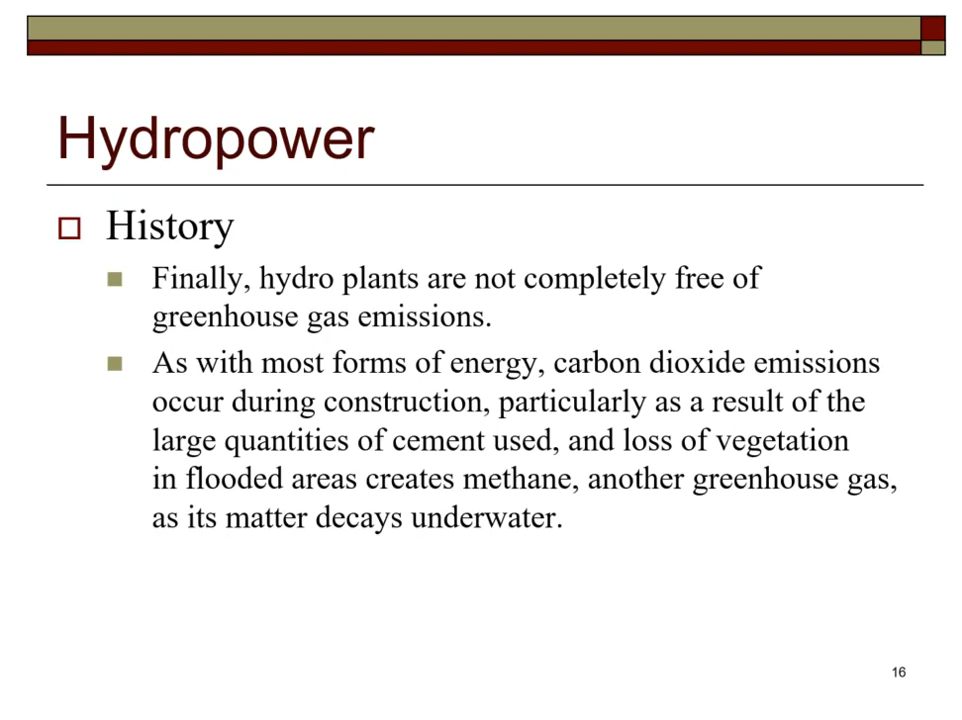 Hydropower
History
Finally, hydro plants are not completely free of
greenhouse gas emissions.
As with most forms of energy, carbon dioxide emissions
occur during construction, particularly as a result of the
large quantities of cement used, and loss of vegetation
in flooded areas creates methane, another greenhouse gas,
as its matter decays underwater.
16